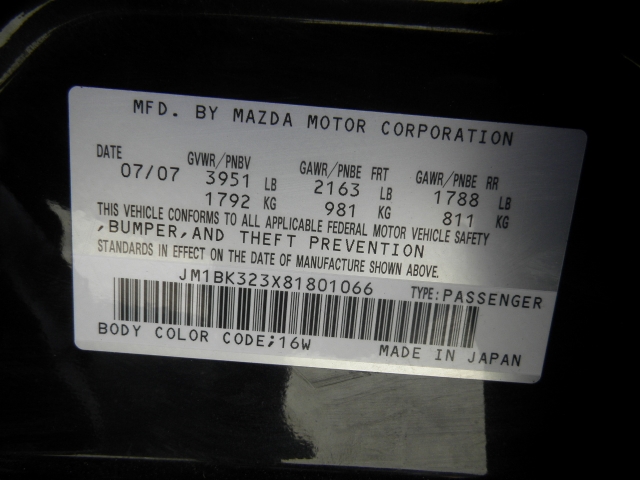 MFD. BY MAZDA MOTOR CORPORATION
DATE GVWR/PNBV GAWR/PNBE FRT GAWR/PNBE RR
07/07 3951 LB 2163 LB 1788 LB
1792 KG 981 KG 811 KG
THIS VEHICLE CONFORMS TO ALL APPLICABLE FEDERAL MOTOR VEHICLE SAFETY
,BUMPER,AND THEFT PREVENTION
STANDARDS IN EFFECT ON THE DATE OF MANUFACTURE SHOWN ABOVE.
JM1BK323X81801066 TYPE:PASSENGER
BODY COLOR CODE;16W MADE IN JAPAN